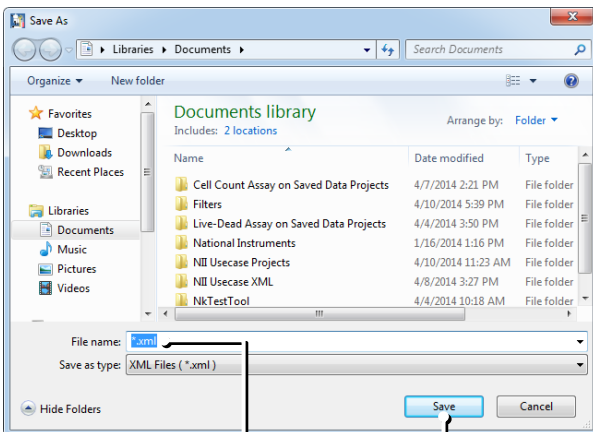 Save As
Libraries Documents Search Documents
Organize New folder
Favorites
Desktop
Downloads
Recent Places
Libraries
Documents
Music
Pictures
Videos
Documents library
Includes: 2 locations
Arrange by: Folder
Name Date modified Type
Cell Count Assay on Saved Data Projects 4/7/2014 2:21 PM File folder
Filters 4/10/2014 5:39 PM File folder
Live-Dead Assay on Saved Data Projects 4/4/2014 3:50 PM File folder
National Instruments 1/16/2014 1:16 PM File folder
NII Usecase Projects 4/10/2014 11:23 AM File folder
NII Usecase XML 4/8/2014 3:27 PM File folder
NkTestTool 4/4/2014 10:18 AM File folder
File name: *.xml
Save as type: XML Files ( *.xml )
Hide Folders Save Cancel